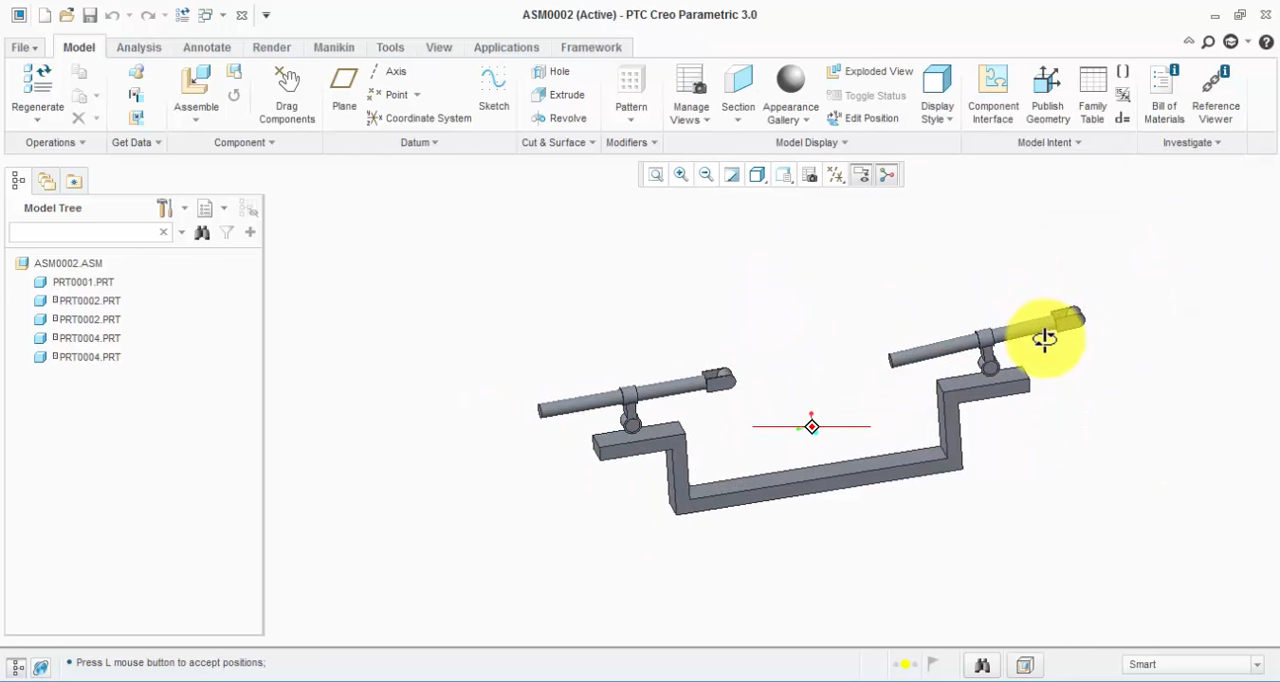 ASM0002 (Active) - PTC Creo Parametric 3.0
File Model Analysis Annotate Render Manikin Tools View Applications Framework
Regenerate
Assemble
Drag
Components
Plane
Axis
Point
Coordinate System
Sketch
Hole
Extrude
Revolve
Pattern
Manage
Views
Section
Appearance
Gallery
Exploded View
Toggle Status
Edit Position
Display
Style
Component
Interface
Publish
Geometry
Family
Table
Bill of
Materials
Reference
Viewer
Operations Get Data Component Datum Cut & Surface Modifiers Model Display Model Intent Investigate
Model Tree
ASM0002.ASM
PRT0001.PRT
PRT0002.PRT
PRT0002.PRT
PRT0004.PRT
PRT0004.PRT
• Press L mouse button to accept positions;
Smart